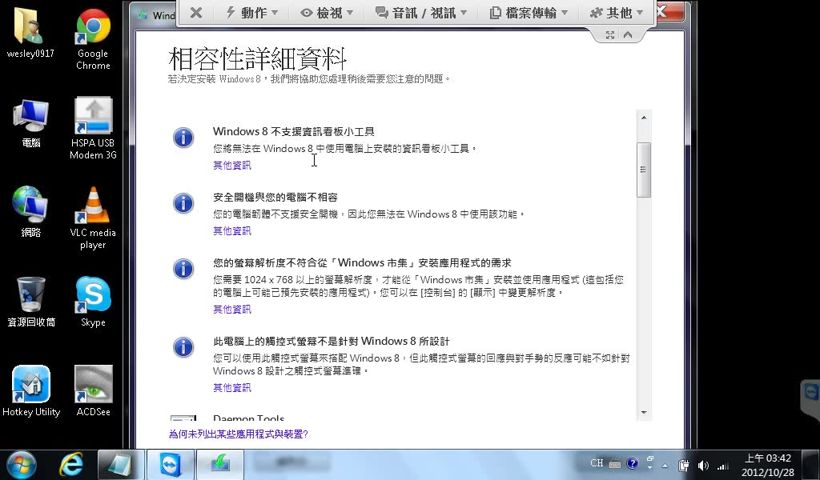 Wind
動作
檢視
音訊 / 視訊
檔案傳輸
其他
相容性詳細資料
若決定安裝 Windows 8，我們將協助您處理稍後需要您注意的問題。
Windows 8 不支援資訊看板小工具
您將無法在 Windows 8 中使用電腦上安裝的資訊看板小工具。
其他資訊
安全開機與您的電腦不相容
您的電腦韌體不支援安全開機，因此您無法在 Windows 8 中使用該功能。
其他資訊
您的螢幕解析度不符合從「Windows 市集」安裝應用程式的需求
您需要 1024 x 768 以上的螢幕解析度，才能從「Windows 市集」安裝並使用應用程式 (這包括您
的電腦上可能已預先安裝的應用程式)。您可以在 [控制台] 的 [顯示] 中變更解析度。
其他資訊
此電腦上的觸控式螢幕不是針對 Windows 8 所設計
您可以使用此觸控式螢幕來搭配 Windows 8，但此觸控式螢幕的回應與對手勢的反應可能不如針對
Windows 8 設計之觸控式螢幕準確。
其他資訊
Daemon Tools
為何未列出某些應用程式與裝置?
wesley0917
Google
Chrome
電腦
HSPA USB
Modem 3G
網路
VLC media
player
資源回收筒
Skype
Hotkey Utility
ACDSee
CH
上午 03:42
2012/10/28